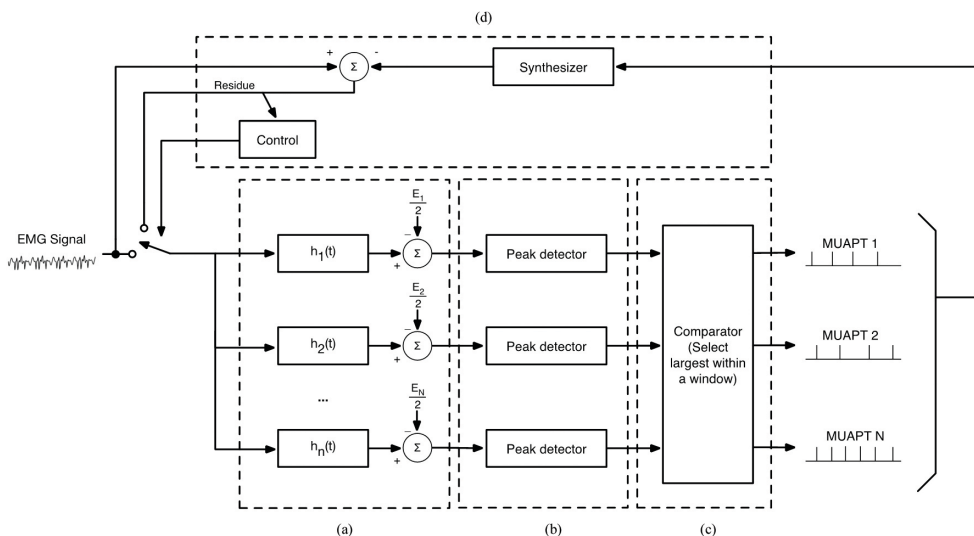 (d)
+
-
Σ
Synthesizer
Residue
Control
EMG Signal
E1
2
h1(t)
−
+
Σ
Peak detector
MUAPT 1
E2
2
h2(t)
−
+
Σ
Peak detector
Comparator
(Select
largest within
a window)
MUAPT 2
...
EN
2
hn(t)
−
+
Σ
Peak detector
MUAPT N
(a)
(b)
(c)